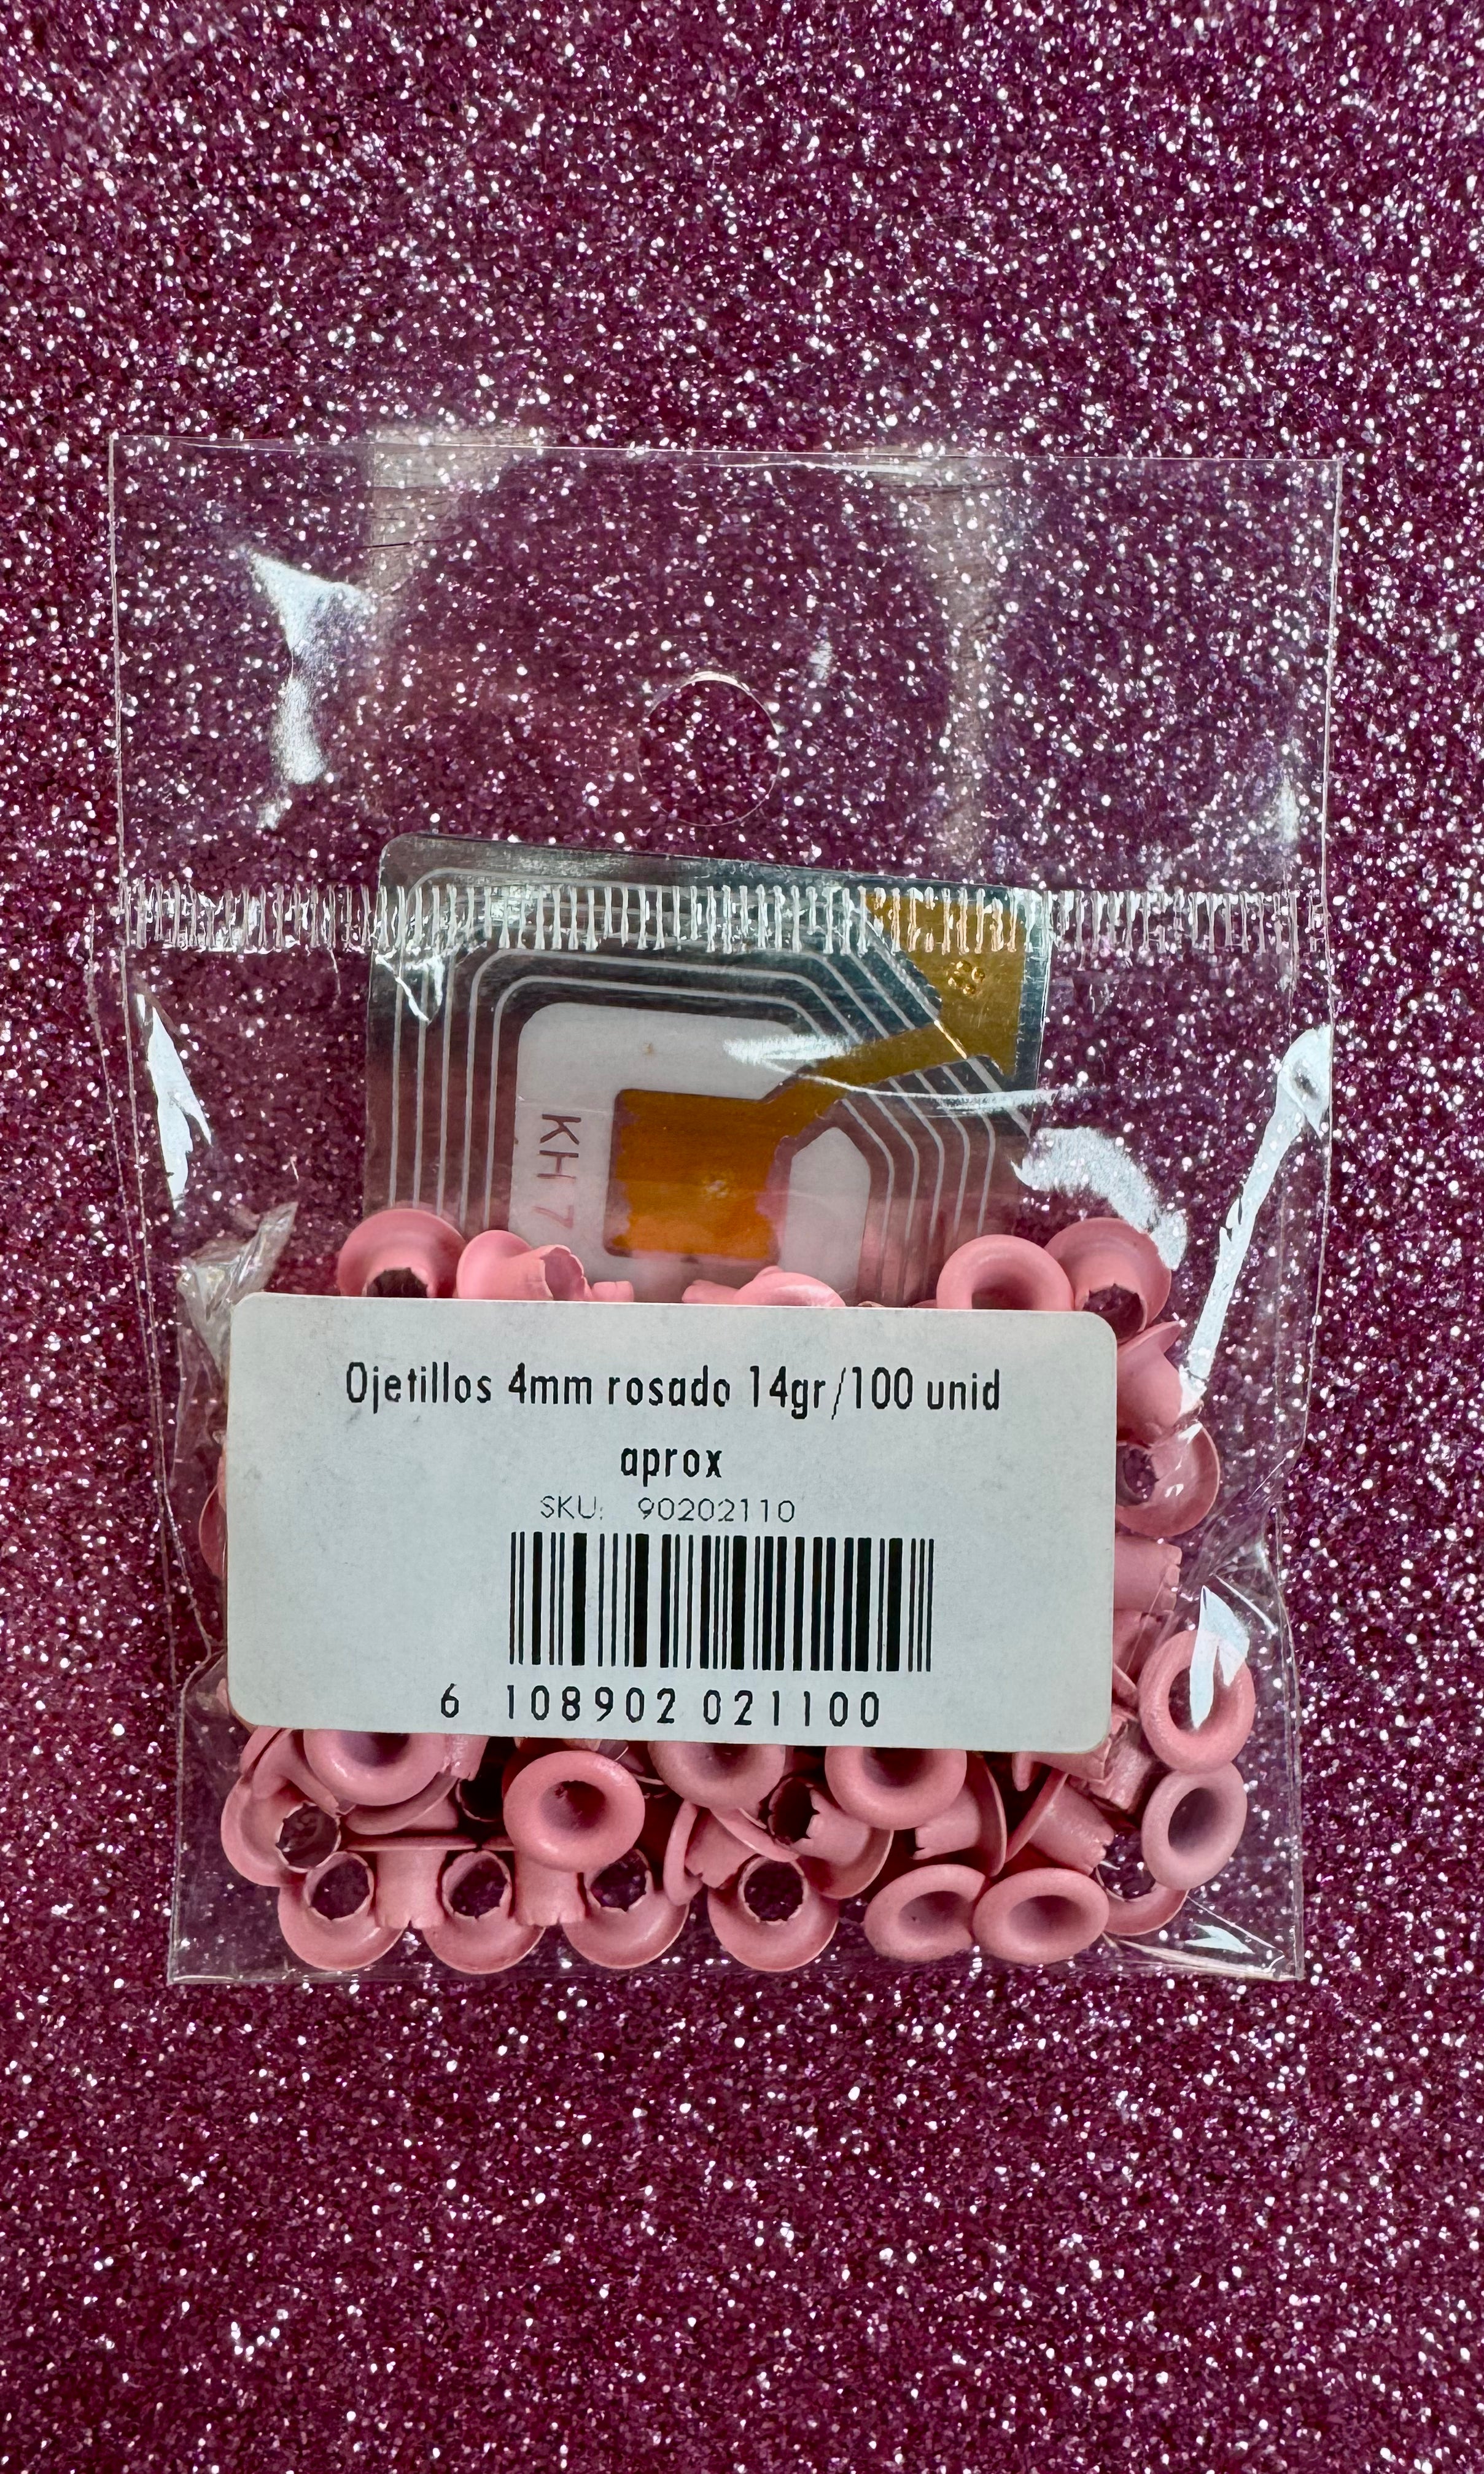 KH 7
Ojetillos 4mm rosado 14gr/100 unid
aprox
SKU: 90202110
6 108902 021100